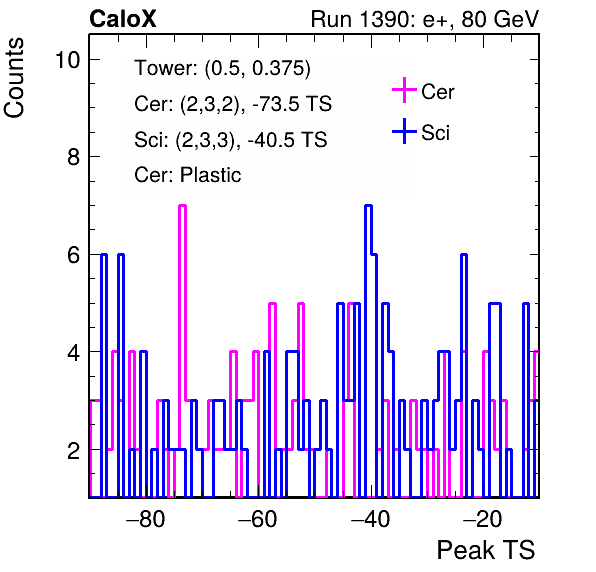 CaloX Run 1390: e+, 80 GeV
Counts
Tower: (0.5, 0.375)
Cer: (2,3,2), -73.5 TS
Sci: (2,3,3), -40.5 TS
Cer: Plastic
Cer
Sci
10
8
6
4
2
−80 −60 −40 −20
Peak TS